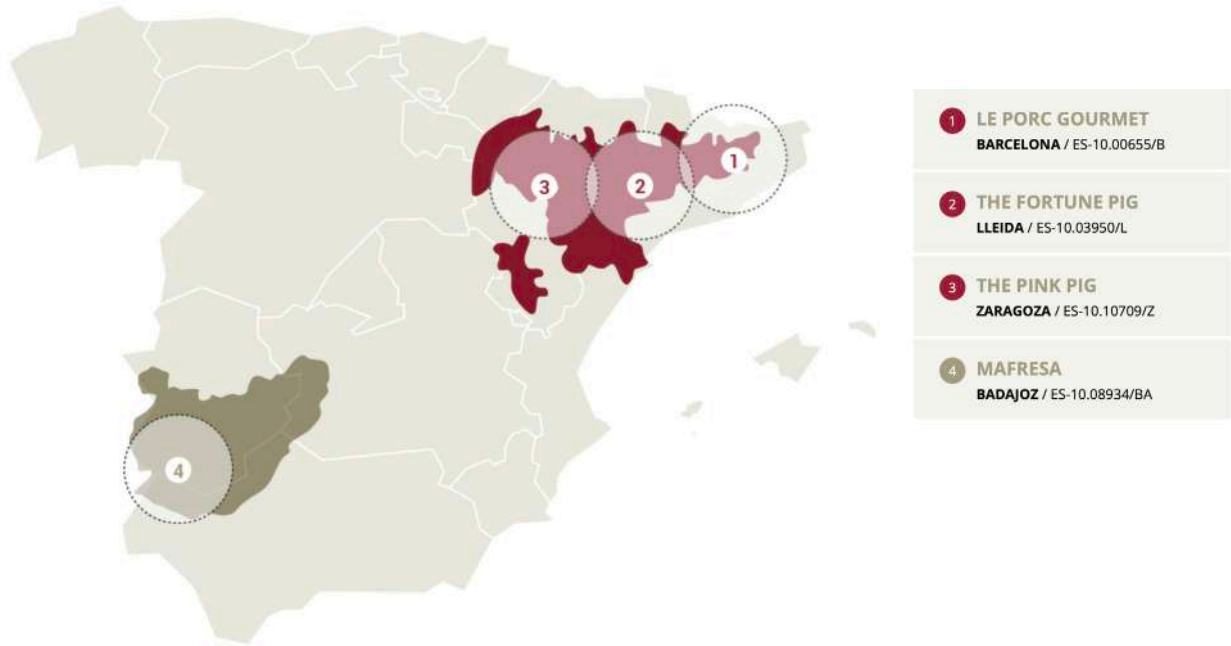 1
2
3
4
1 LE PORC GOURMET
BARCELONA / ES-10.00655/B
2 THE FORTUNE PIG
LLEIDA / ES-10.03950/L
3 THE PINK PIG
ZARAGOZA / ES-10.10709/Z
4 MAFRESA
BADAJOZ / ES-10.08934/BA